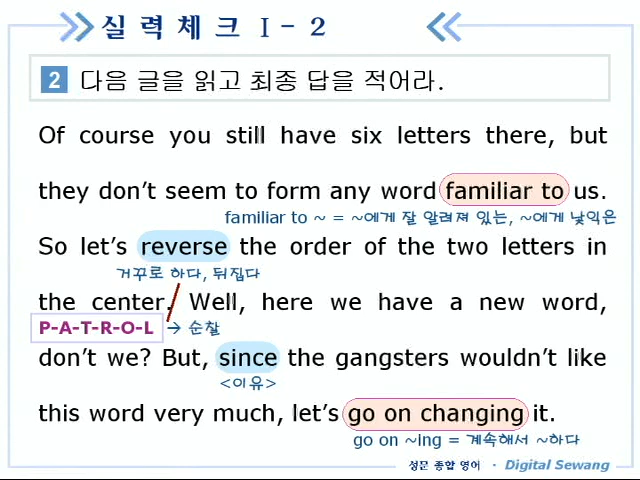 실력체크 I - 2
2 다음 글을 읽고 최종 답을 적어라.
Of course you still have six letters there, but
they don't seem to form any word familiar to us.
familiar to ~ = ~에게 잘 알려져 있는, ~에게 낯익은
So let's reverse the order of the two letters in
거꾸로 하다, 뒤집다
the center. Well, here we have a new word,
P-A-T-R-O-L → 순찰
don't we? But, since the gangsters wouldn't like
<이유>
this word very much, let's go on changing it.
go on ~ing = 계속해서 ~하다
정문 종합 영어 · Digital Sewang